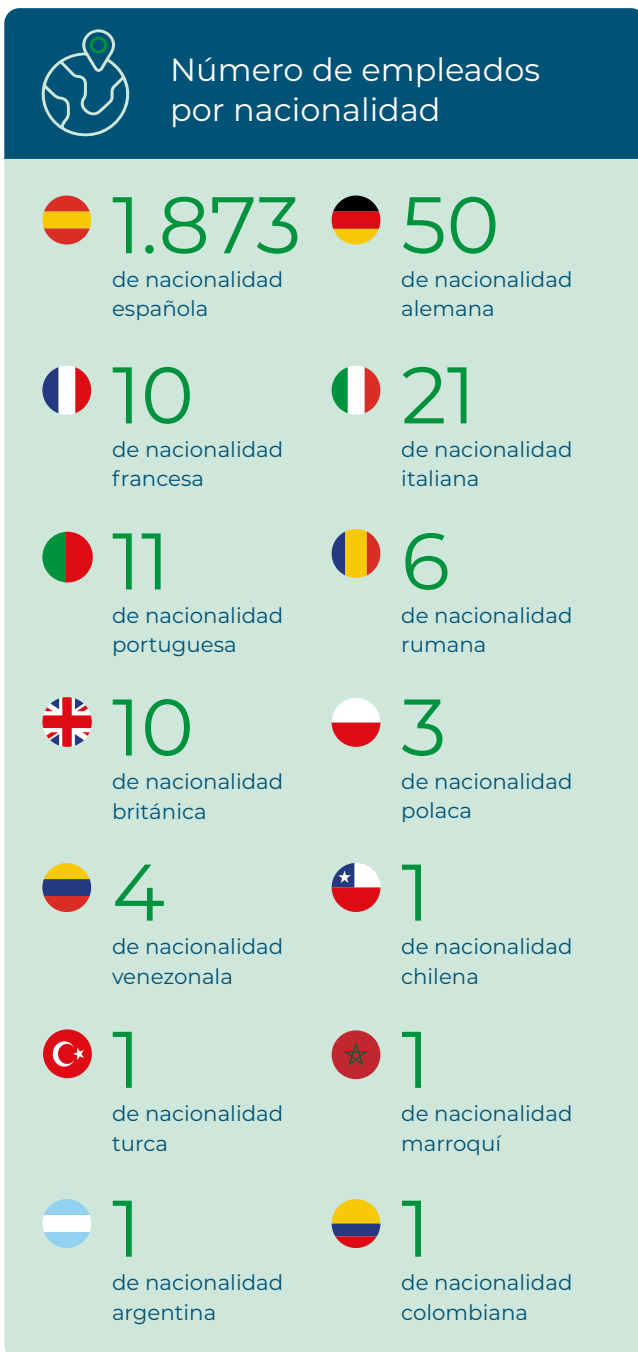 Número de empleados
por nacionalidad
1.873
de nacionalidad
española
50
de nacionalidad
alemana
10
de nacionalidad
francesa
21
de nacionalidad
italiana
11
de nacionalidad
portuguesa
6
de nacionalidad
rumana
10
de nacionalidad
británica
3
de nacionalidad
polaca
4
de nacionalidad
venezonala
1
de nacionalidad
chilena
1
de nacionalidad
turca
1
de nacionalidad
marroquí
1
de nacionalidad
argentina
1
de nacionalidad
colombiana